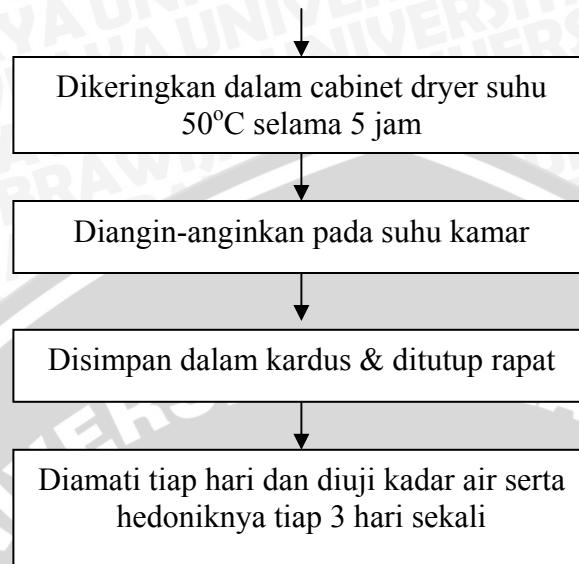 Dikeringkan dalam cabinet dryer suhu
50°C selama 5 jam
Diangin-anginkan pada suhu kamar
Disimpan dalam kardus & ditutup rapat
Diamati tiap hari dan diuji kadar air serta
hedoniknya tiap 3 hari sekali